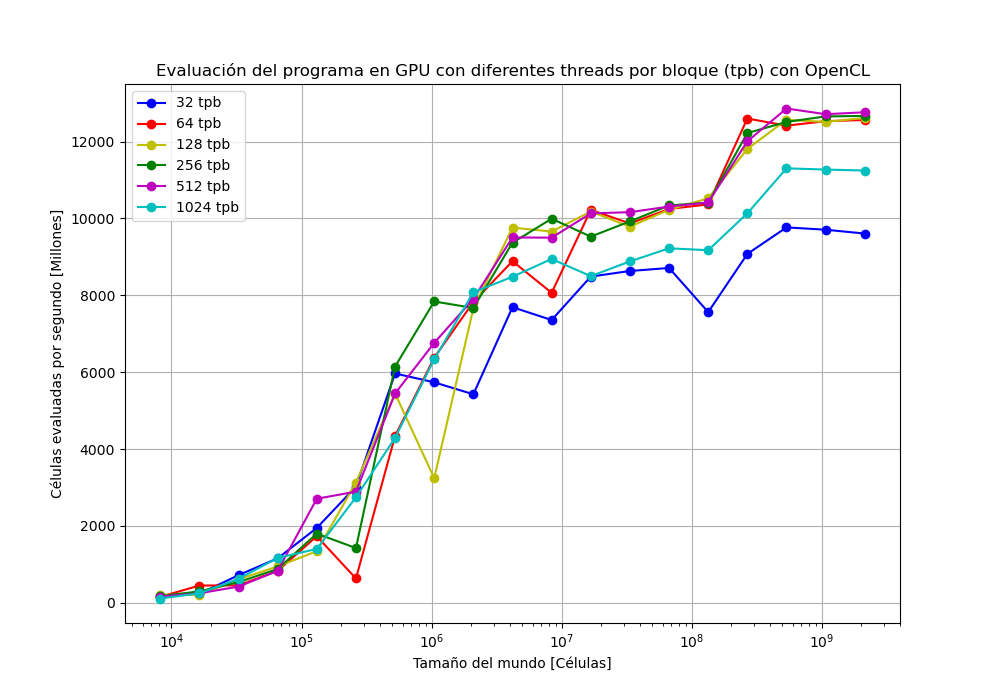 Evaluación del programa en GPU con diferentes threads por bloque (tpb) con OpenCL
32 tpb
64 tpb
128 tpb
256 tpb
512 tpb
1024 tpb
Células evaluadas por segundo [Millones]
12000
10000
8000
6000
4000
2000
0
10⁴ 10⁵ 10⁶ 10⁷ 10⁸ 10⁹
Tamaño del mundo [Células]